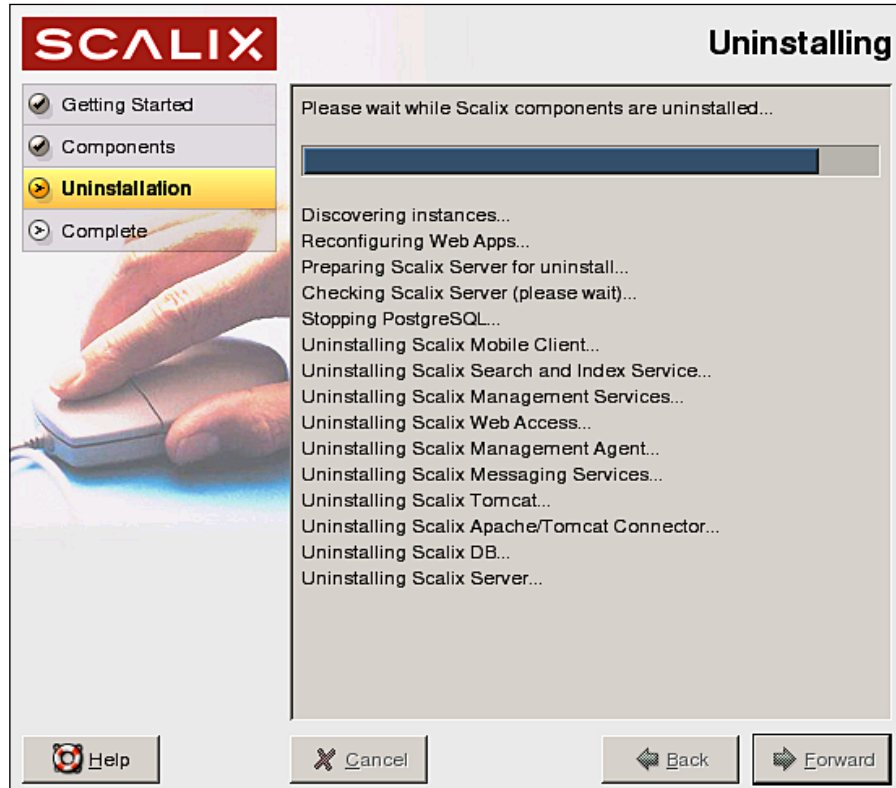 SCALIX
Uninstalling
Getting Started
Components
Uninstallation
Complete
Please wait while Scalix components are uninstalled...
Discovering instances...
Reconfiguring Web Apps...
Preparing Scalix Server for uninstall...
Checking Scalix Server (please wait)...
Stopping PostgreSQL...
Uninstalling Scalix Mobile Client...
Uninstalling Scalix Search and Index Service...
Uninstalling Scalix Management Services...
Uninstalling Scalix Web Access...
Uninstalling Scalix Management Agent...
Uninstalling Scalix Messaging Services...
Uninstalling Scalix Tomcat...
Uninstalling Scalix Apache/Tomcat Connector...
Uninstalling Scalix DB...
Uninstalling Scalix Server...
Help
Cancel
Back
Forward